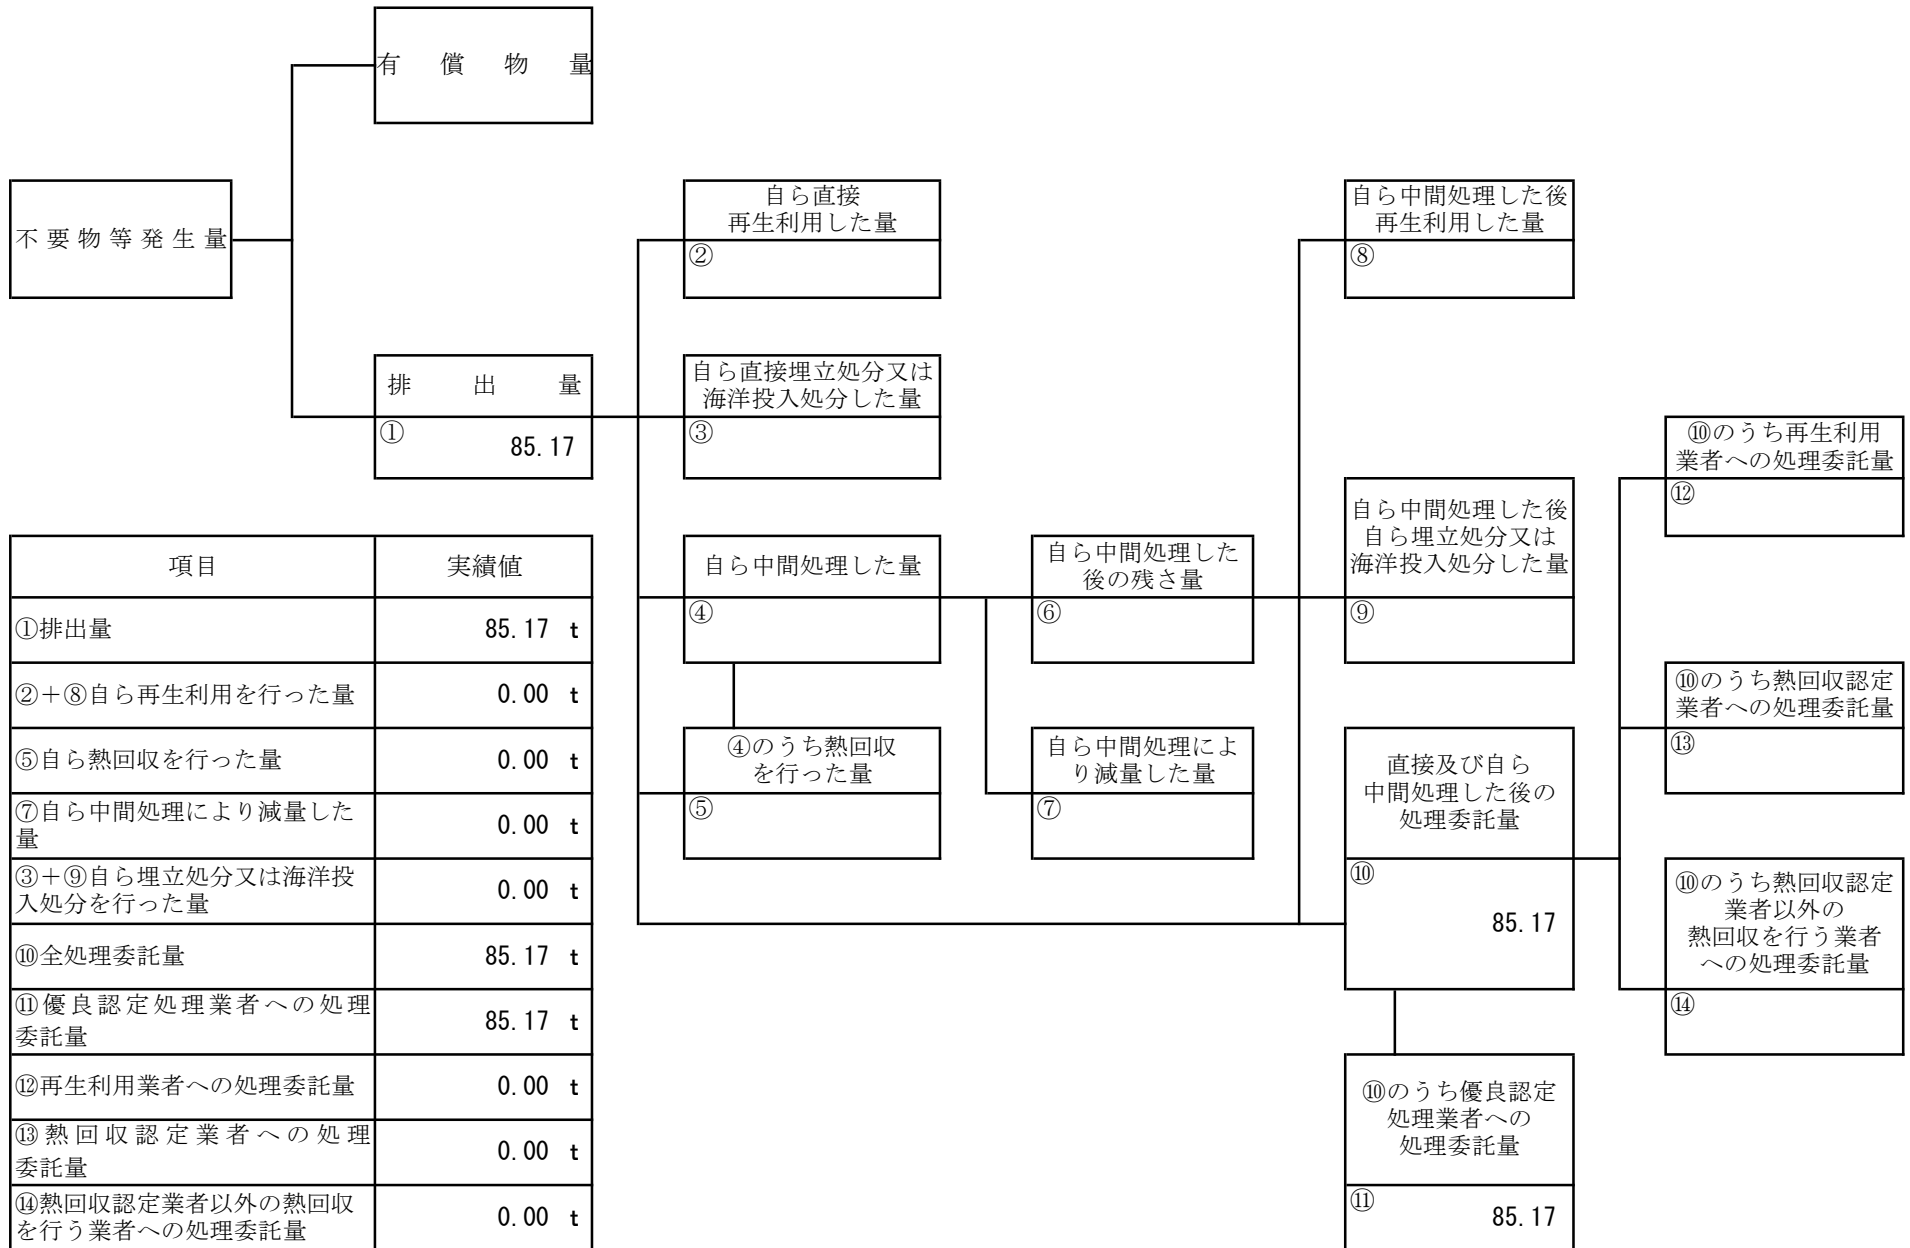 有償物量
不要物等発生量
排出量
①
85.17
自ら直接
再生利用した量
②
自ら直接埋立処分又は
海洋投入処分した量
③
自ら中間処理した量
④
④のうち熱回収
を行った量
⑤
自ら中間処理した
後の残さ量
⑥
自ら中間処理によ
り減量した量
⑦
自ら中間処理した後
再生利用した量
⑧
自ら中間処理した後
自ら埋立処分又は
海洋投入処分した量
⑨
直接及び自ら
中間処理した後の
処理委託量
⑩
85.17
⑩のうち優良認定
処理業者への
処理委託量
⑪
85.17
⑩のうち再生利用
業者への処理委託量
⑫
⑩のうち熱回収認定
業者への処理委託量
⑬
⑩のうち熱回収認定
業者以外の
熱回収を行う業者
への処理委託量
⑭
項目 実績値
①排出量 85.17 t
②+⑧自ら再生利用を行った量 0.00 t
⑤自ら熱回収を行った量 0.00 t
⑦自ら中間処理により減量した
量 0.00 t
③+⑨自ら埋立処分又は海洋投
入処分を行った量 0.00 t
⑩全処理委託量 85.17 t
⑪優良認定処理業者への処理
委託量 85.17 t
⑫再生利用業者への処理委託量 0.00 t
⑬熱回収認定業者への処理
委託量 0.00 t
⑭熱回収認定業者以外の熱回収
を行う業者への処理委託量 0.00 t